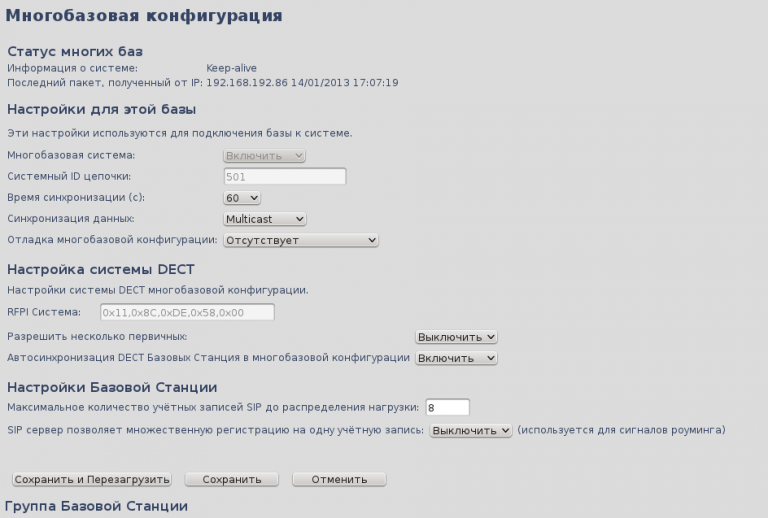 Многобазовая конфигурация
Статус многих баз
Информация о системе: Keep-alive
Последний пакет, полученный от IP: 192.168.192.86 14/01/2013 17:07:19
Настройки для этой базы
Эти настройки используются для подключения базы к системе.
Многобазовая система: Включить
Системный ID цепочки: 501
Время синхронизации (с): 60
Синхронизация данных: Multicast
Отладка многобазовой конфигурации: Отсутствует
Настройка системы DECT
Настройки системы DECT многобазовой конфигурации.
RFPI Система: 0x11,0x8C,0xDE,0x58,0x00
Разрешить несколько первичных: Выключить
Автосинхронизация DECT Базовых Станция в многобазовой конфигурации Включить
Настройки Базовой Станции
Максимальное количество учётных записей SIP до распределения нагрузки: 8
SIP сервер позволяет множественную регистрацию на одну учётную запись: Выключить (используется для сигналов роуминга)
Сохранить и Перезагрузить Сохранить Отменить
Группа Базовой Станции